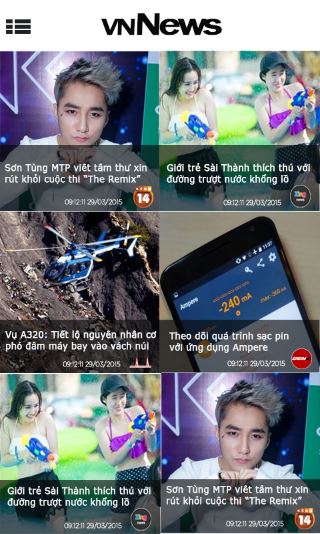 VNNews
Sơn Tùng MTP viết tâm thư xin
rút khỏi cuộc thi “The Remix”
09:12:11 29/03/2015
14
Giới trẻ Sài Thành thích thú với
đường trượt nước khổng lồ
09:12:11 29/03/2015
Zing
Vụ A320: Tiết lộ nguyên nhân cơ
phó đâm máy bay vào vách núi
09:12:11 29/03/2015
Ampere
-240 mA
Theo dõi quá trình sạc pin
với ứng dụng Ampere
09:12:11 29/03/2015
Giới trẻ Sài Thành thích thú với
đường trượt nước khổng lồ
09:12:11 29/03/2015
Zing
Sơn Tùng MTP viết tâm thư xin
rút khỏi cuộc thi “The Remix”
09:12:11 29/03/2015
14